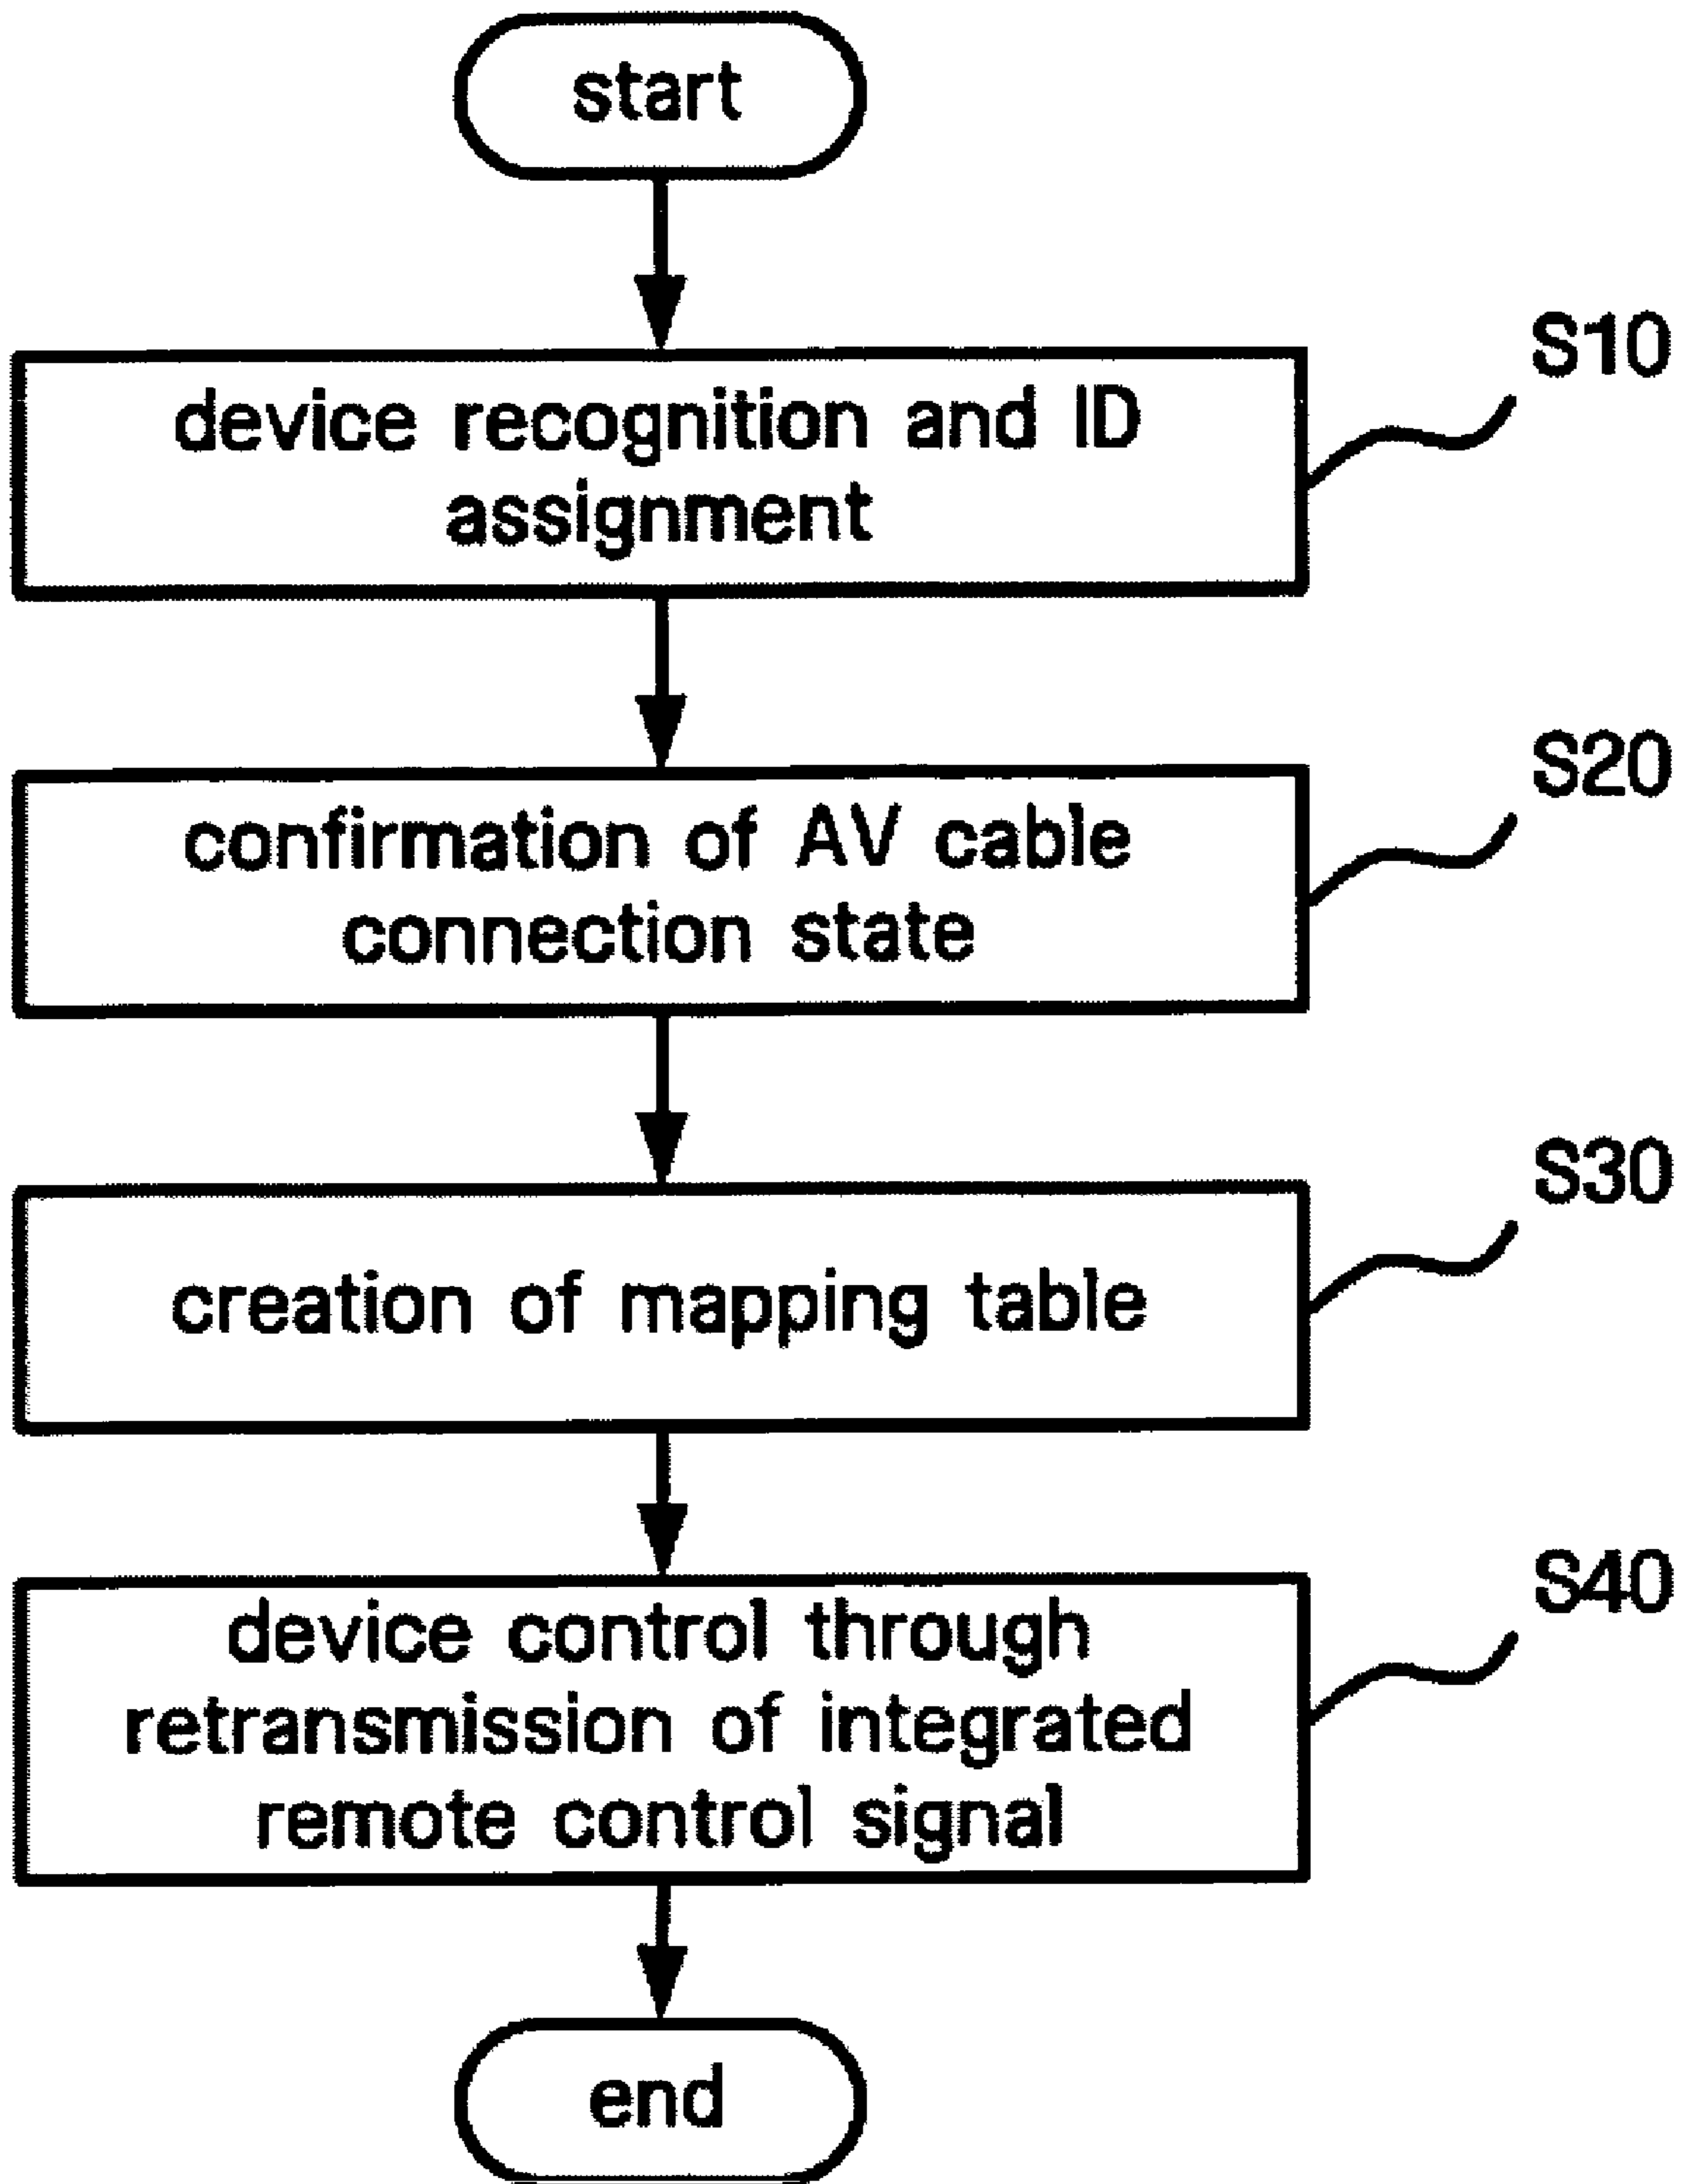 start
S10
device recognition and ID
assignment
S20
confirmation of AV cable
connection state
S30
creation of mapping table
S40
device control through
retransmission of integrated
remote control signal
end